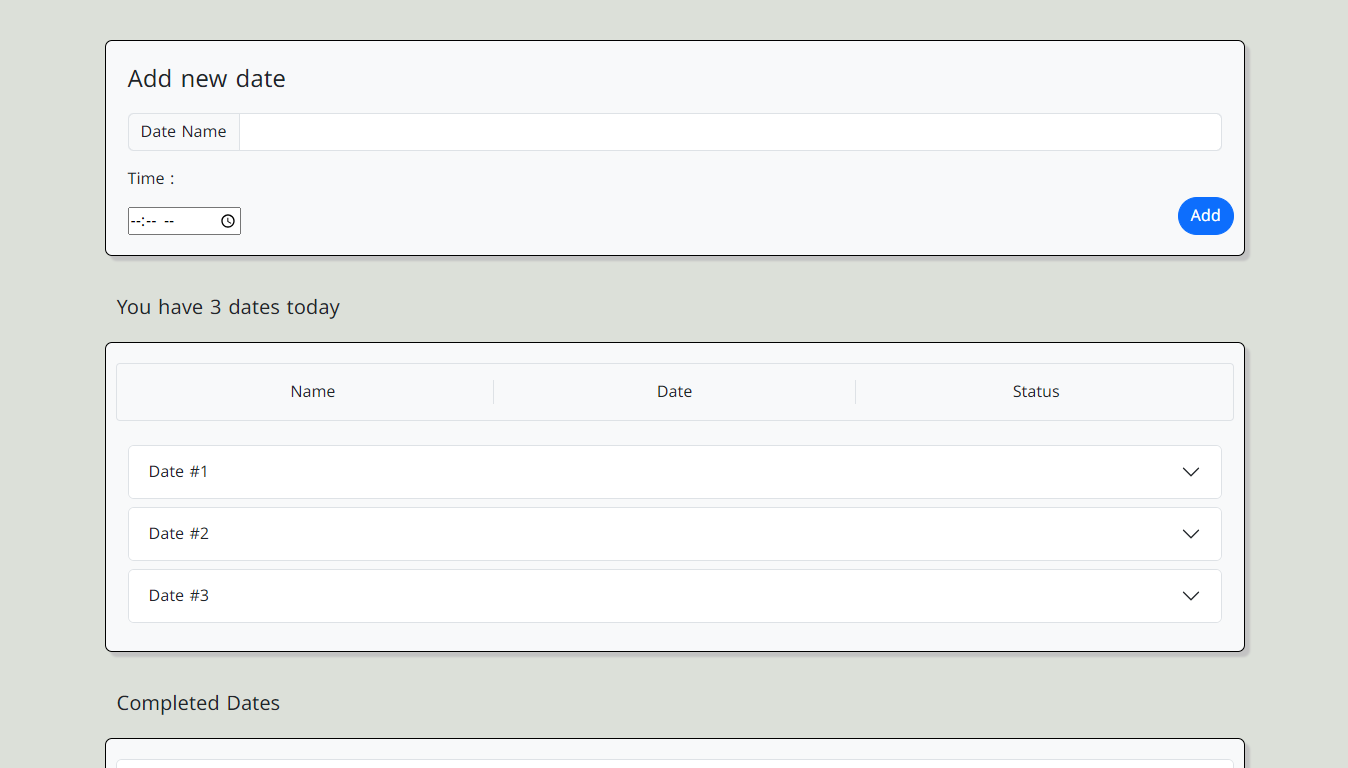 Add new date
Date Name
Time :
--:-- --
Add
You have 3 dates today
Name Date Status
Date #1
Date #2
Date #3
Completed Dates